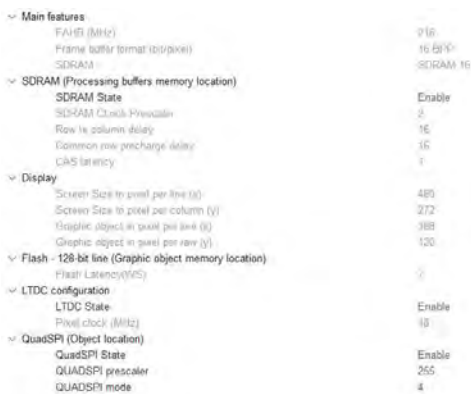 Main features
FAHB (MHz) 216
Frame buffer format (bit/pixel) 16 BPP
SDRAM SDRAM 16
SDRAM (Processing buffers memory location)
SDRAM State Enable
SDRAM Clock Prescaler 2
Row to column delay 16
Common row precharge delay 16
CAS latency
Display
Screen Size in pixel per line (x) 480
Screen Size in pixel per column (y) 272
Graphic object in pixel per line (x)
Graphic object in pixel per raw (y) 120
Flash - 128-bit line (Graphic object memory location)
Flash Latency(WS) 7
LTDC configuration
LTDC State Enable
Pixel clock (MHz)
QuadSPI (Object location)
QuadSPI State Enable
QUADSPI prescaler 255
QUADSPI mode 4